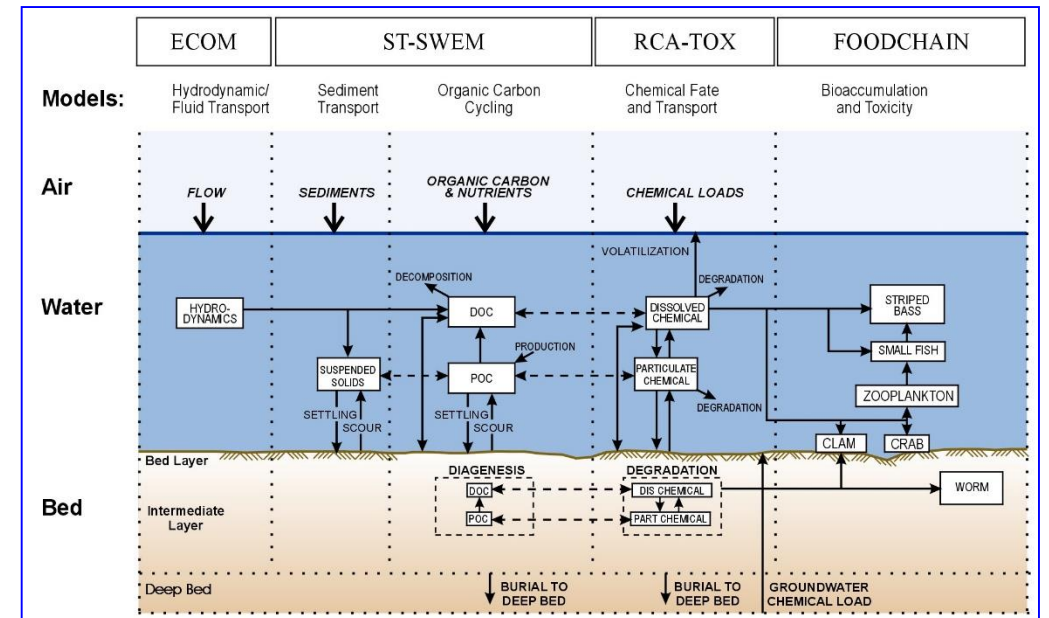 ECOM
ST-SWEM
RCA-TOX
FOODCHAIN
Models:
Hydrodynamic/
Fluid Transport
Sediment
Transport
Organic Carbon
Cycling
Chemical Fate
and Transport
Bioaccumulation
and Toxicity
Air
FLOW
SEDIMENTS
ORGANIC CARBON
& NUTRIENTS
CHEMICAL LOADS
Water
VOLATILIZATION
DECOMPOSITION
DEGRADATION
HYDRO-
DYNAMICS
DOC
DISSOLVED
CHEMICAL
STRIPED
BASS
PRODUCTION
SMALL FISH
SUSPENDED
SOLIDS
POC
PARTICULATE
CHEMICAL
ZOOPLANKTON
DEGRADATION
SETTLING
SCOUR
SETTLING
SCOUR
CLAM
CRAB
Bed
Bed Layer
DIAGENESIS
DEGRADATION
DOC
DIS CHEMICAL
WORM
Intermediate
Layer
POC
PART CHEMICAL
Deep Bed
BURIAL TO
DEEP BED
BURIAL TO
DEEP BED
GROUNDWATER
CHEMICAL LOAD